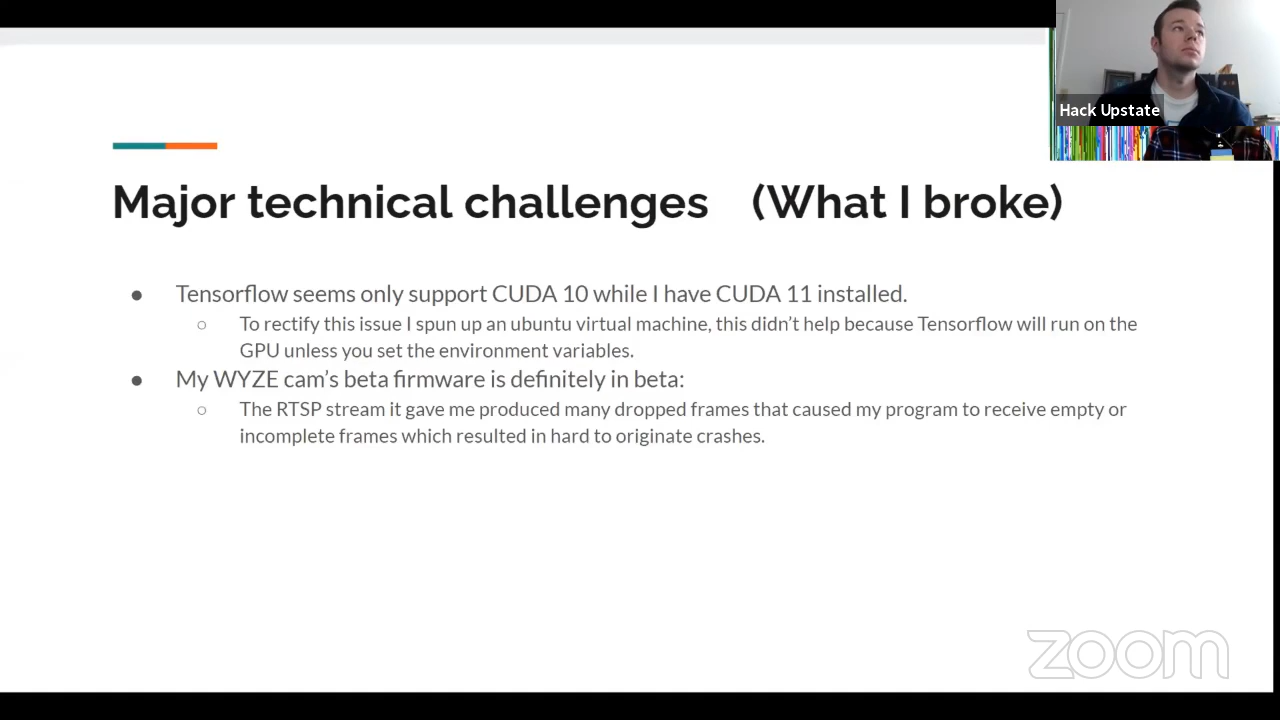 Hack Upstate
Major technical challenges (What I broke)
● Tensorflow seems only support CUDA 10 while I have CUDA 11 installed.
○ To rectify this issue I spun up an ubuntu virtual machine, this didn't help because Tensorflow will run on the
GPU unless you set the environment variables.
● My WYZE cam's beta firmware is definitely in beta:
○ The RTSP stream it gave me produced many dropped frames that caused my program to receive empty or
incomplete frames which resulted in hard to originate crashes.
zoom